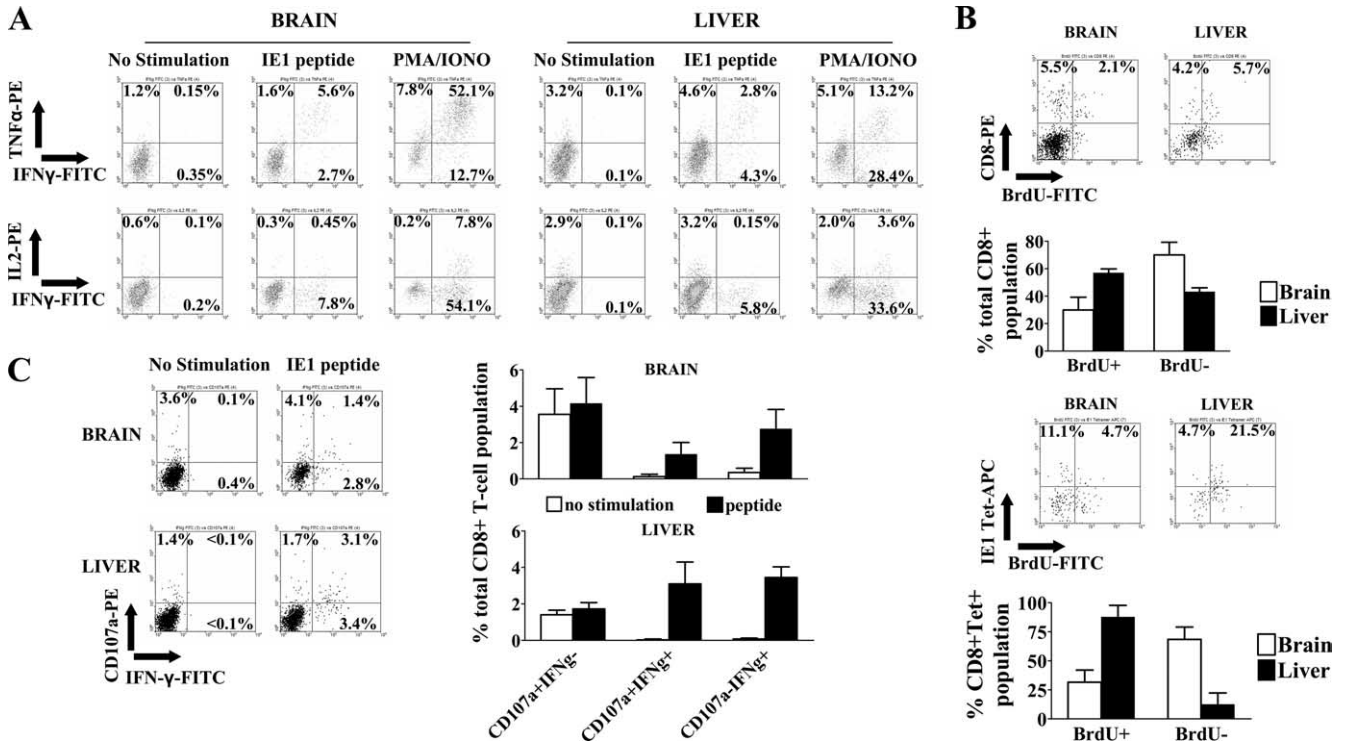 A
BRAIN
LIVER
No Stimulation
IE1 peptide
PMA/IONO
No Stimulation
IE1 peptide
PMA/IONO
TNFα-PE
IFNγ-FITC
1.2%
0.15%
0.35%
1.6%
5.6%
2.7%
7.8%
52.1%
12.7%
3.2%
0.1%
0.1%
4.6%
2.8%
4.3%
5.1%
13.2%
28.4%
IL2-PE
IFNγ-FITC
0.6%
0.1%
0.2%
0.3%
0.45%
7.8%
0.2%
7.8%
54.1%
2.9%
0.1%
0.1%
3.2%
0.15%
5.8%
2.0%
3.6%
33.6%
B
BRAIN
LIVER
5.5%
2.1%
4.2%
5.7%
CD8-PE
BrdU-FITC
% total CD8+
population
80
60
40
20
0
BrdU+
BrdU-
Brain
Liver
BRAIN
LIVER
11.1%
4.7%
4.7%
21.5%
IE1 Tet-APC
BrdU-FITC
% CD8+Tet+
population
100
75
50
25
0
BrdU+
BrdU-
Brain
Liver
C
No Stimulation
IE1 peptide
BRAIN
3.6%
0.1%
0.4%
4.1%
1.4%
2.8%
LIVER
1.4%
<0.1%
<0.1%
1.7%
3.1%
3.4%
CD107a-PE
IFN-γ-FITC
% total CD8+ T-cell population
BRAIN
6
4
2
0
no stimulation
peptide
LIVER
6
4
2
0
CD107a+IFNg-
CD107a+IFNg+
CD107a-IFNg+